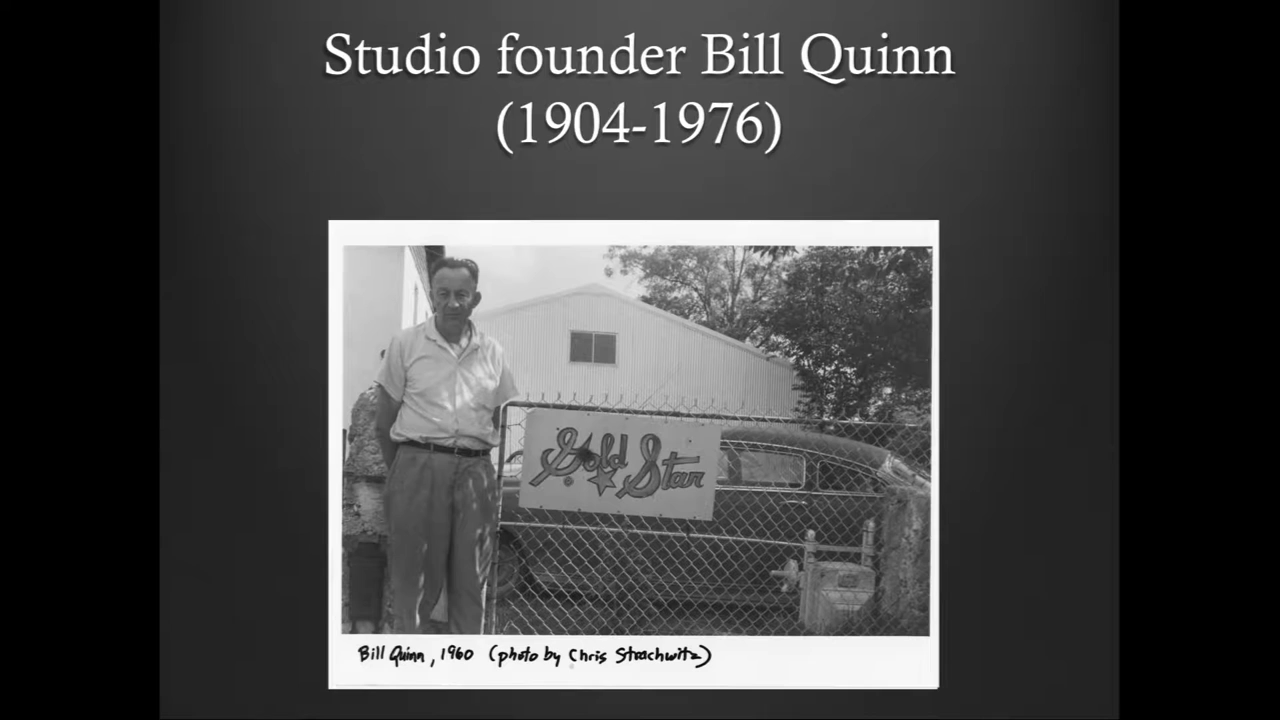 Studio founder Bill Quinn
(1904-1976)
Gold Star
Bill Quinn, 1960 (photo by Chris Strachwitz)